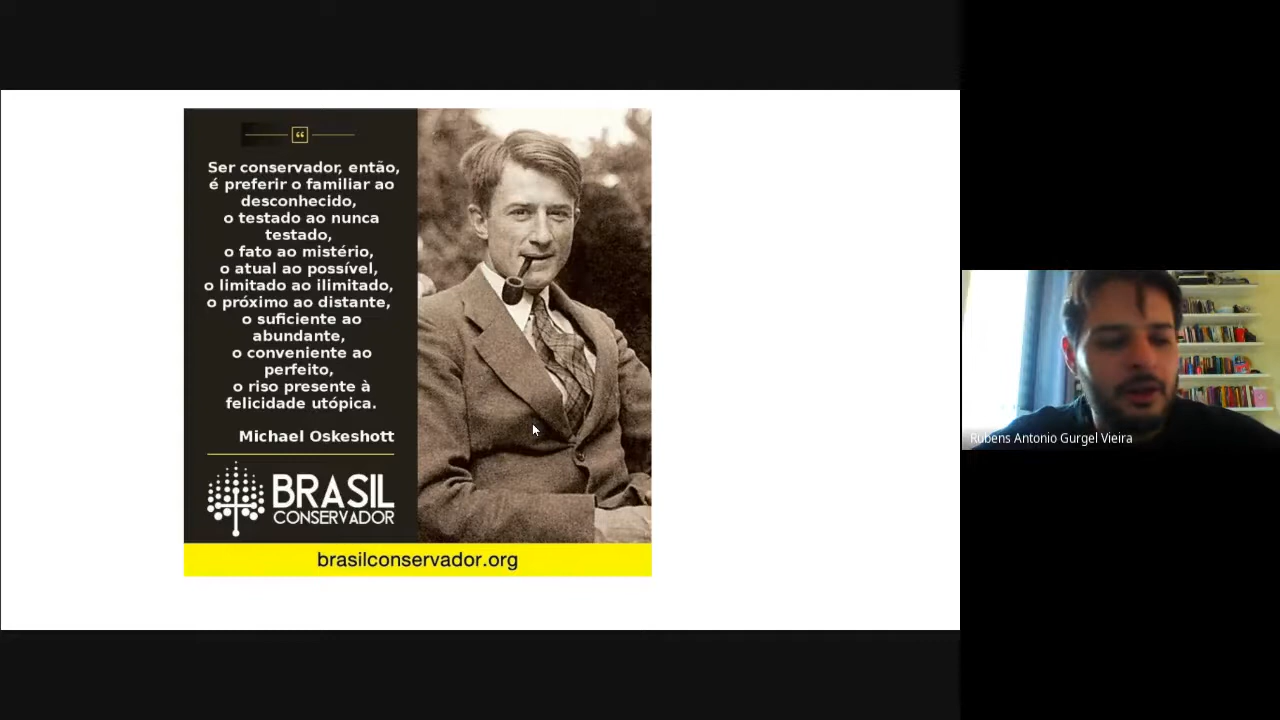 “
Ser conservador, então,
é preferir o familiar ao
desconhecido,
o testado ao nunca
testado,
o fato ao mistério,
o atual ao possível,
o limitado ao ilimitado,
o próximo ao distante,
o suficiente ao
abundante,
o conveniente ao
perfeito,
o riso presente à
felicidade utópica.
Michael Oskeshott
BRASIL
CONSERVADOR
brasilconservador.org
Rubens Antonio Gurgel Vieira